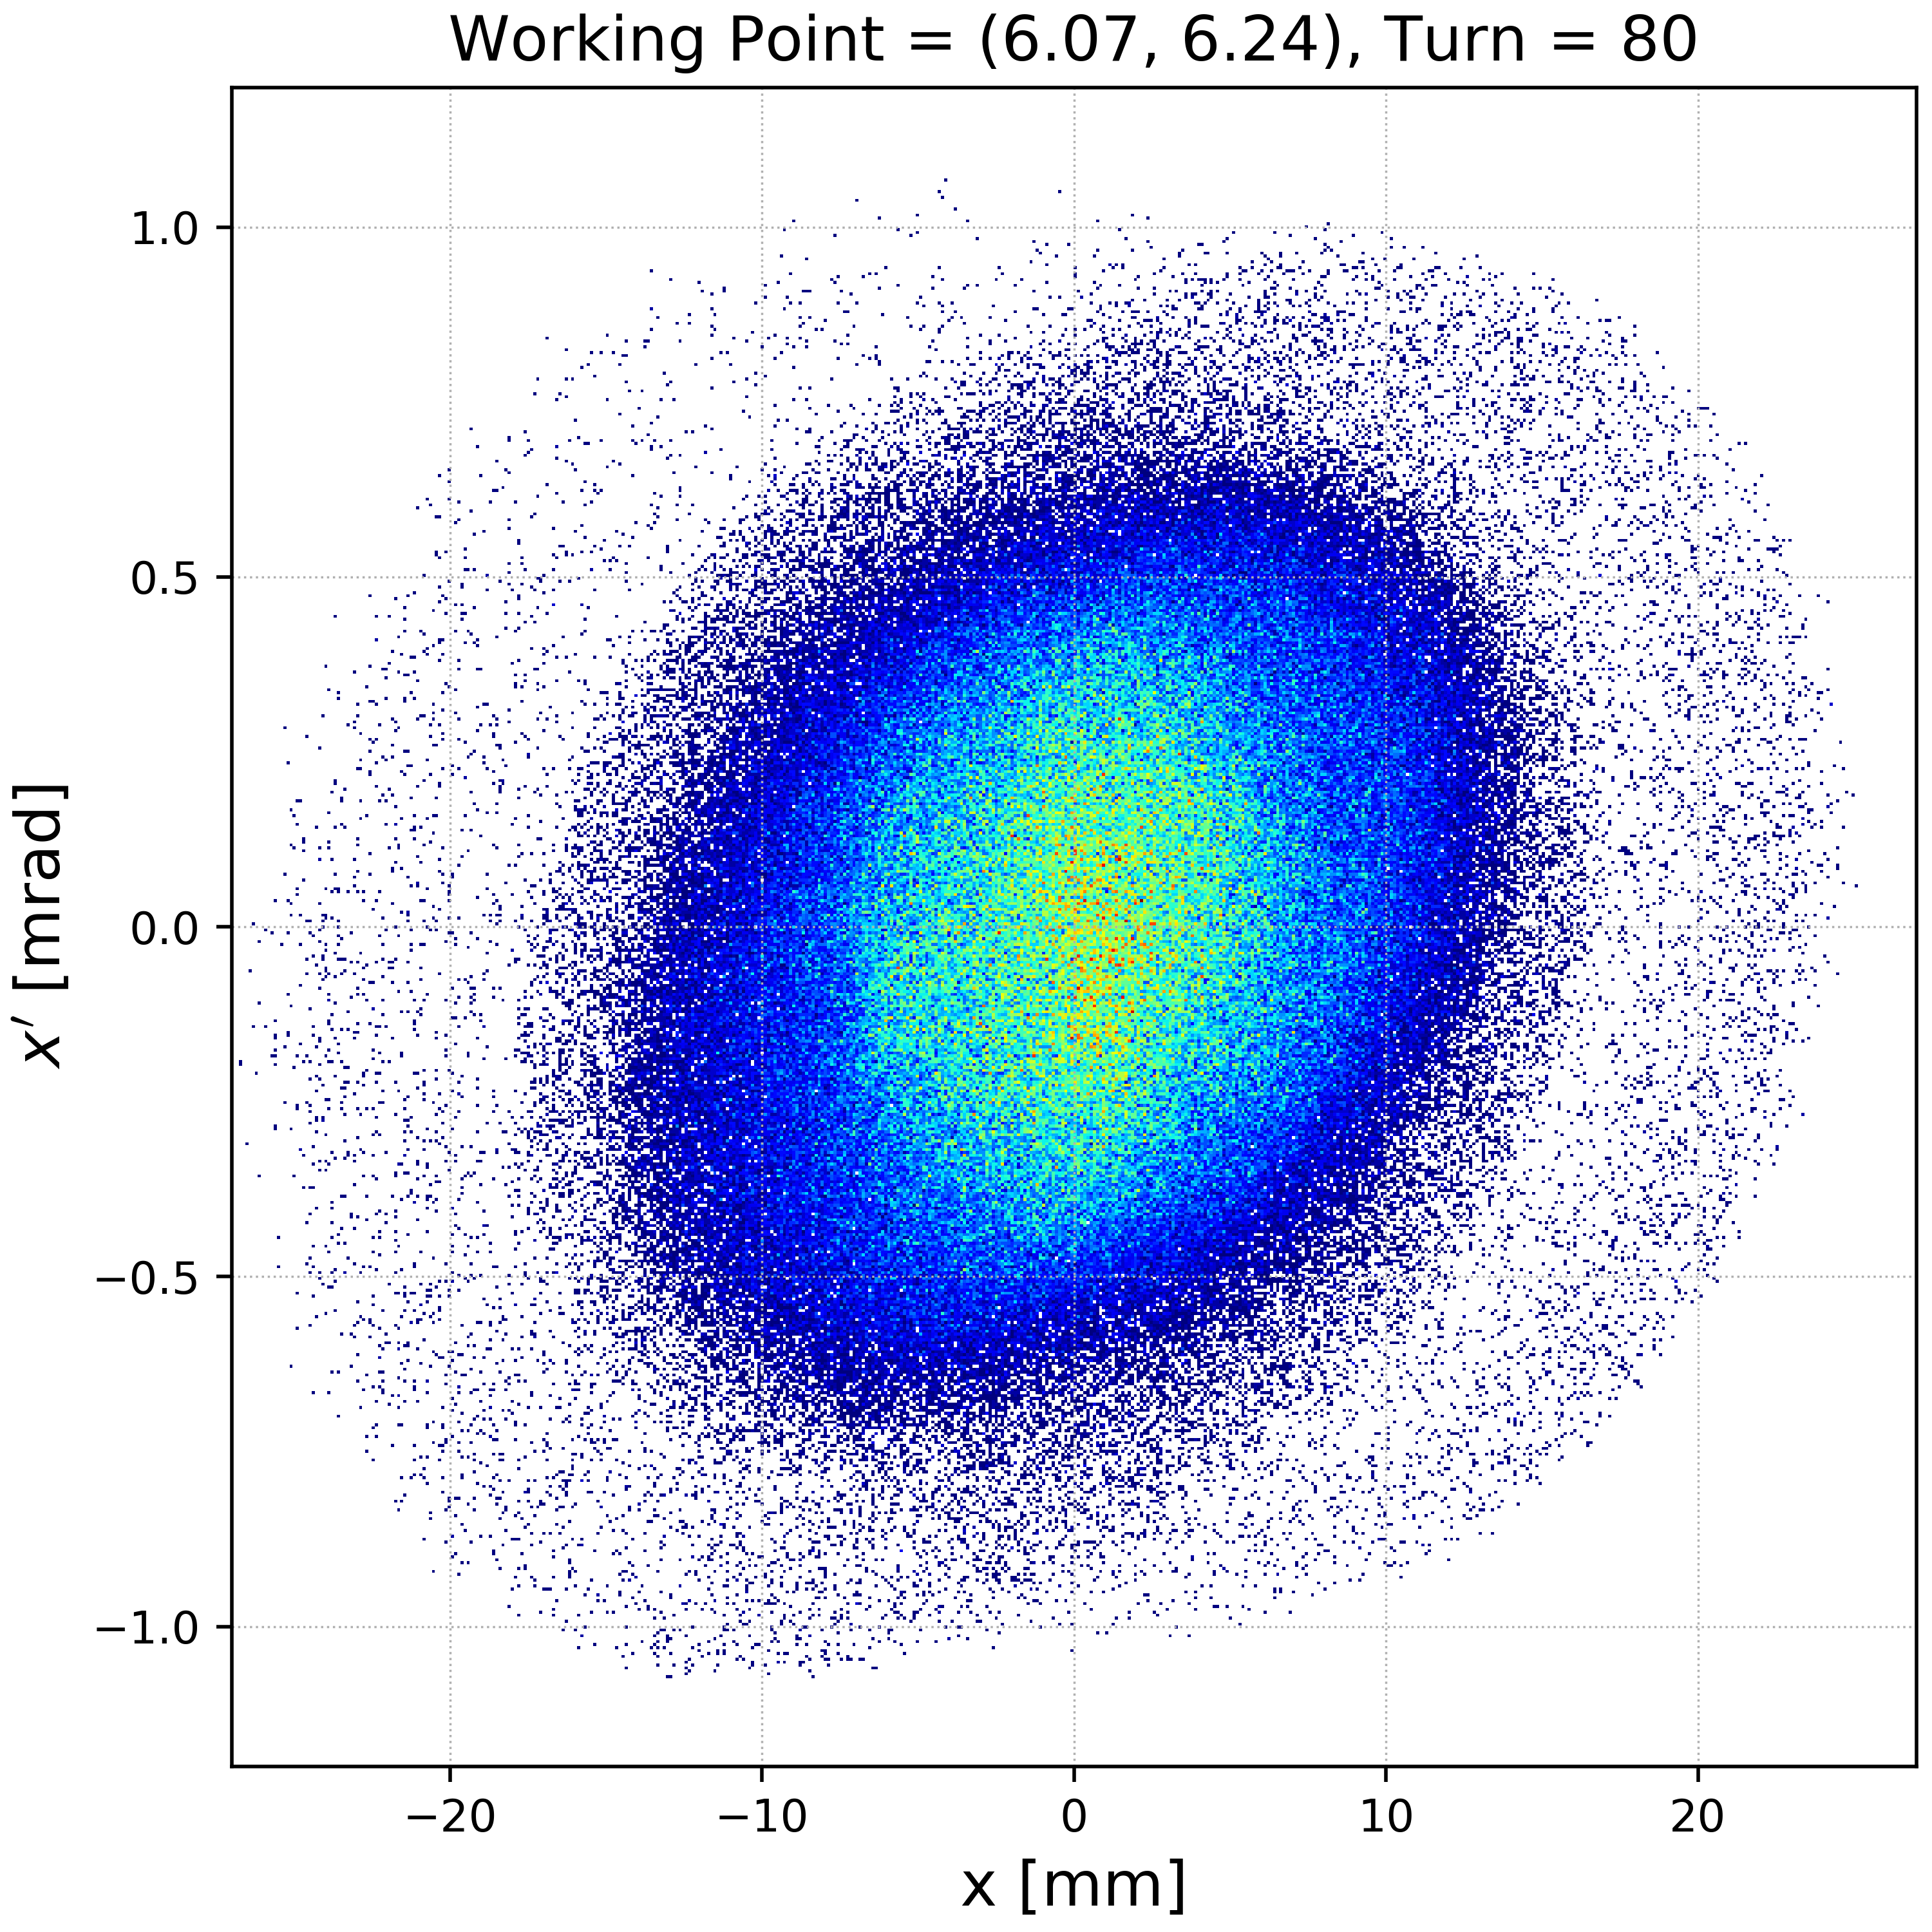 Working Point = (6.07, 6.24), Turn = 80
1.0
0.5
0.0
−0.5
−1.0
x′ [mrad]
−20 −10 0 10 20
x [mm]